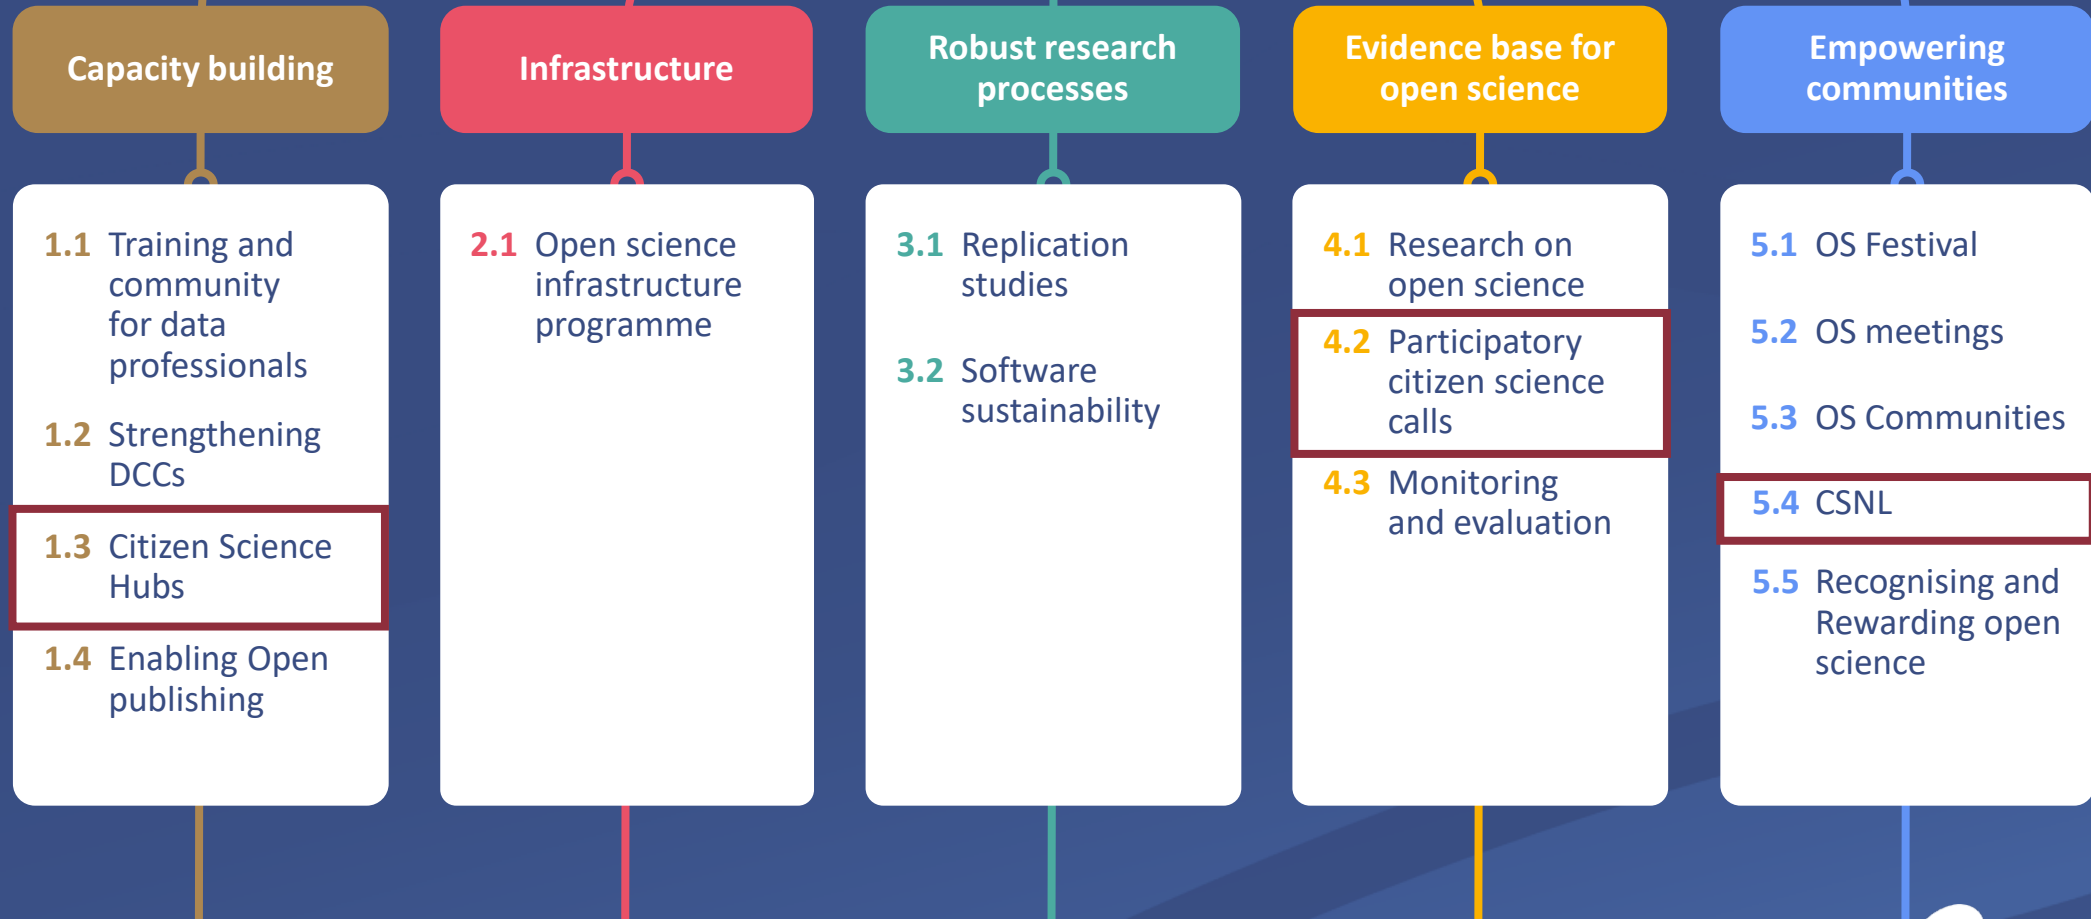 Capacity building
1.1 Training and
community
for data
professionals
1.2 Strengthening
DCCs
1.3 Citizen Science
Hubs
1.4 Enabling Open
publishing
Infrastructure
2.1 Open science
infrastructure
programme
Robust research
processes
3.1 Replication
studies
3.2 Software
sustainability
Evidence base for
open science
4.1 Research on
open science
4.2 Participatory
citizen science
calls
4.3 Monitoring
and evaluation
Empowering
communities
5.1 OS Festival
5.2 OS meetings
5.3 OS Communities
5.4 CSNL
5.5 Recognising and
Rewarding open
science